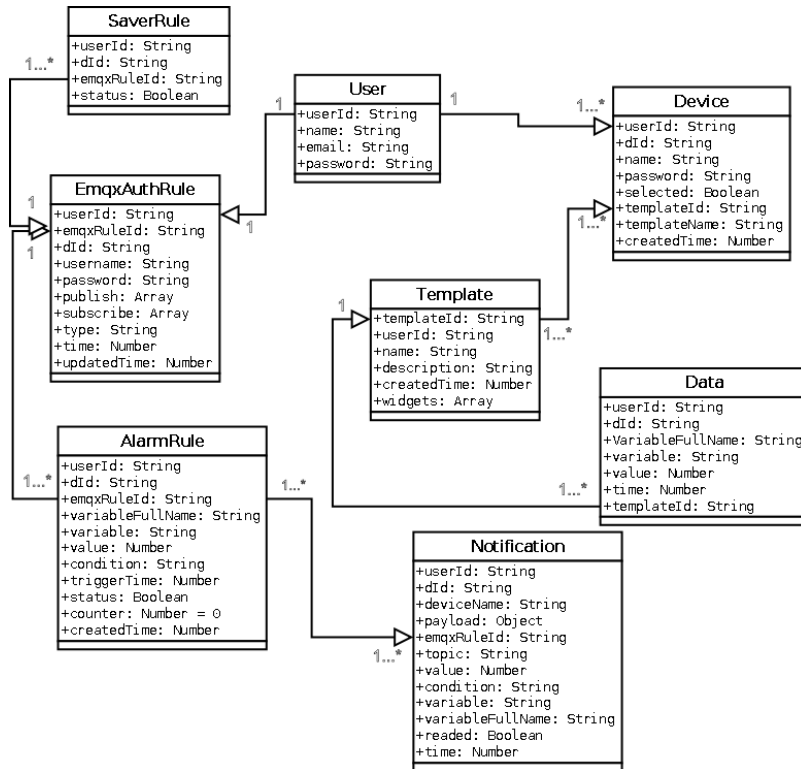 SaverRule
+userId: String
+dId: String
+emqxRuleId: String
+status: Boolean
1...*
User
+userId: String
+name: String
+email: String
+password: String
1
1
1...*
Device
+userId: String
+dId: String
+name: String
+password: String
+selected: Boolean
+templateId: String
+templateName: String
+createdTime: Number
1...*
EmqxAuthRule
+userId: String
+emqxRuleId: String
+dId: String
+username: String
+password: String
+publish: Array
+subscribe: Array
+type: String
+time: Number
+updatedTime: Number
1
1
1
Template
+templateId: String
+userId: String
+name: String
+description: String
+createdTime: Number
+widgets: Array
1
1...*
Data
+userId: String
+dId: String
+VariableFullName: String
+variable: String
+value: Number
+time: Number
+templateId: String
1...*
AlarmRule
+userId: String
+dId: String
+emqxRuleId: String
+variableFullName: String
+variable: String
+value: Number
+condition: String
+triggerTime: Number
+status: Boolean
+counter: Number = 0
+createdTime: Number
1...*
1...*
Notification
+userId: String
+dId: String
+deviceName: String
+payload: Object
+emqxRuleId: String
+topic: String
+value: Number
+condition: String
+variable: String
+variableFullName: String
+readed: Boolean
+time: Number
1...*